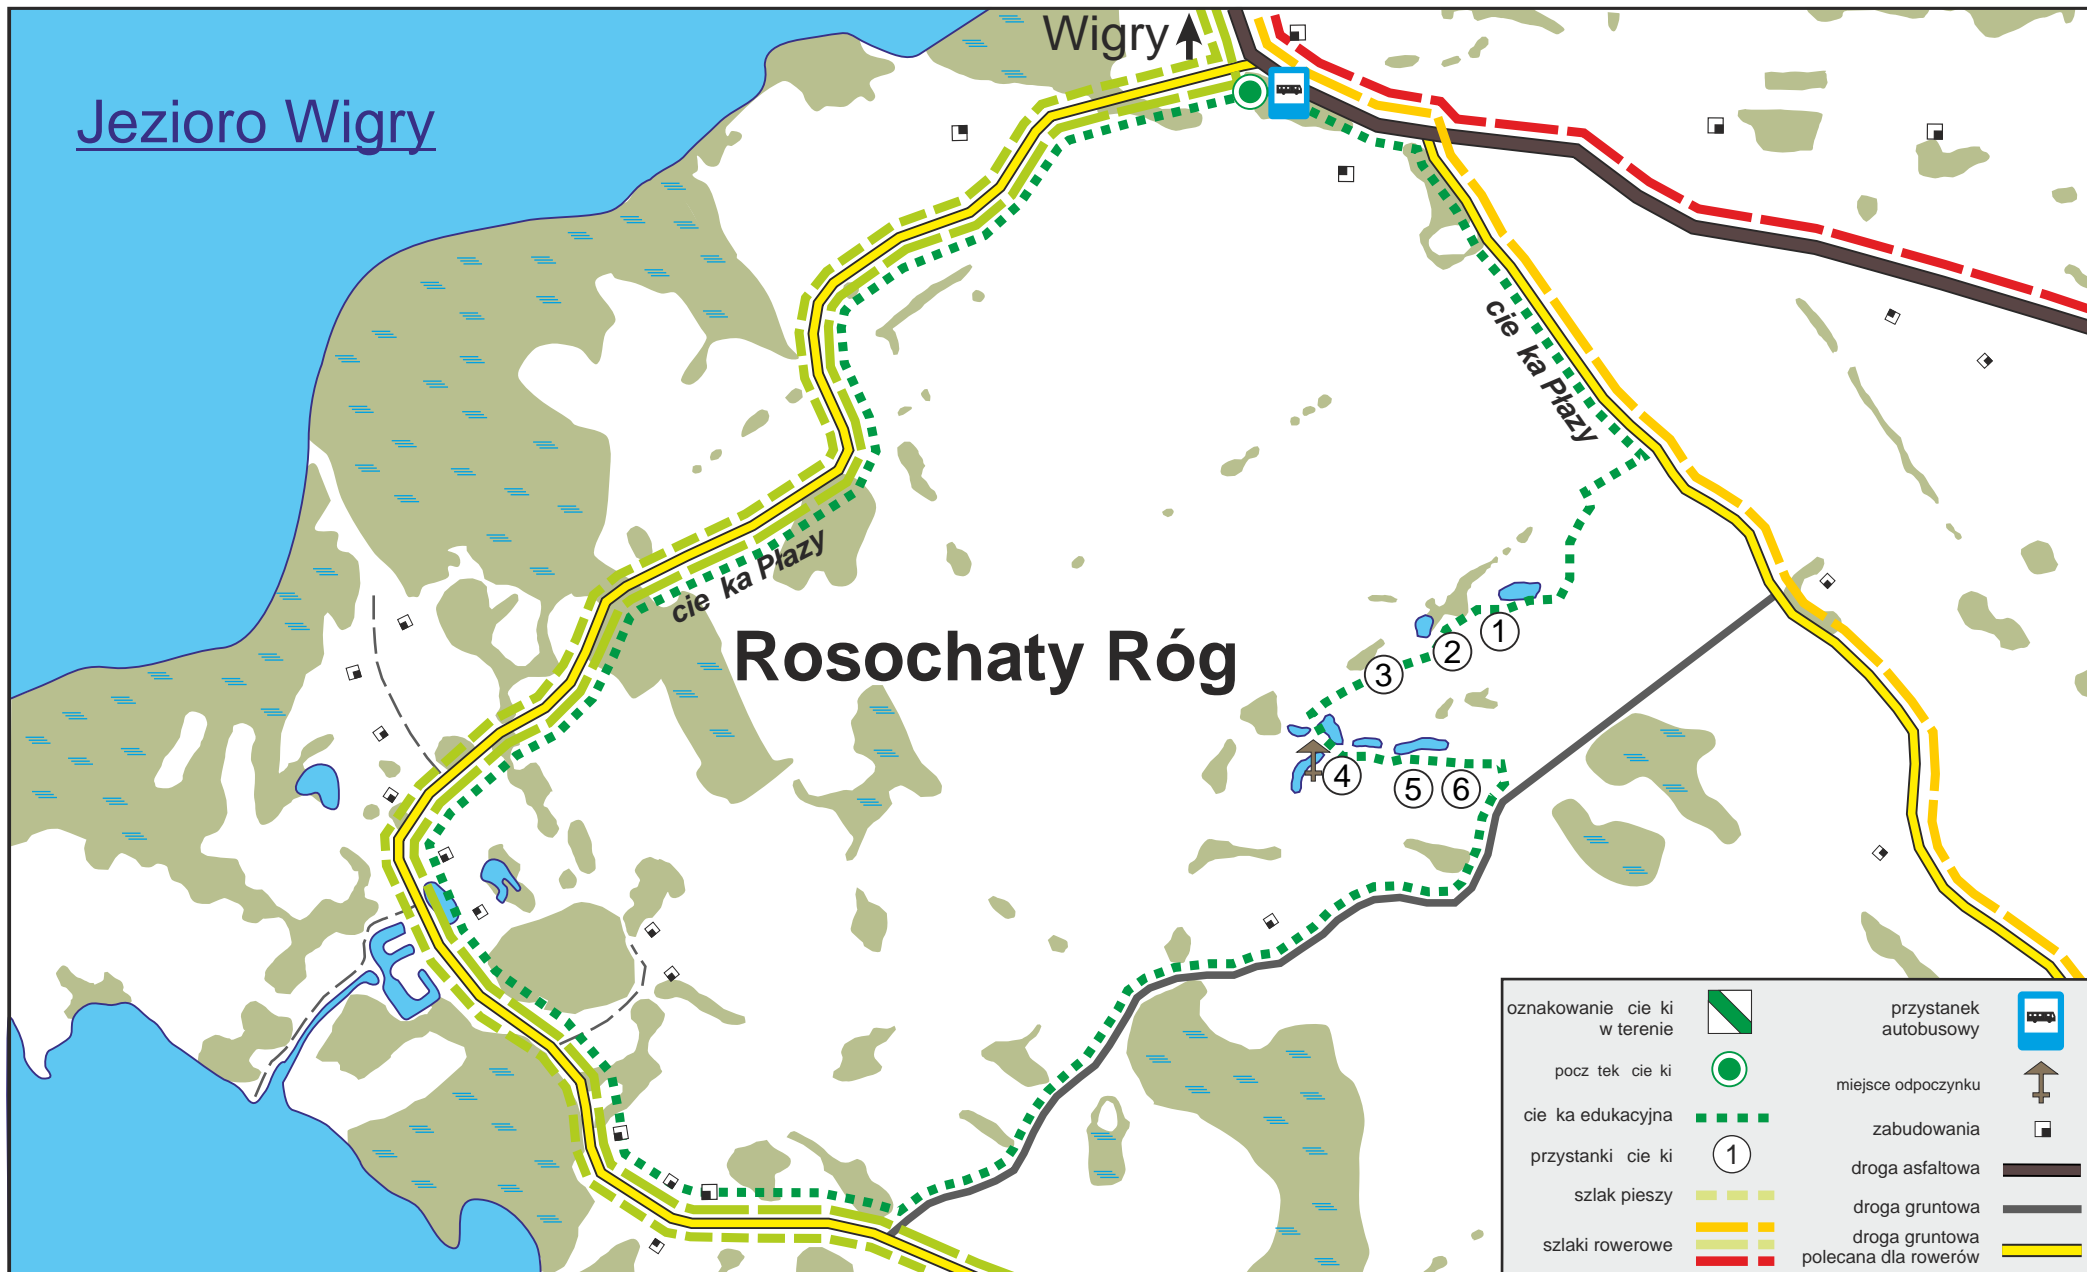 Wigry
Jezioro Wigry
cie ka Płazy
cie ka Płazy
Rosochaty Róg
1
2
3
4
5
6
oznakowanie cie ki
w terenie
pocz tek cie ki
cie ka edukacyjna
przystanki cie ki
1
szlak pieszy
szlaki rowerowe
przystanek
autobusowy
miejsce odpoczynku
zabudowania
droga asfaltowa
droga gruntowa
droga gruntowa
polecana dla rowerów